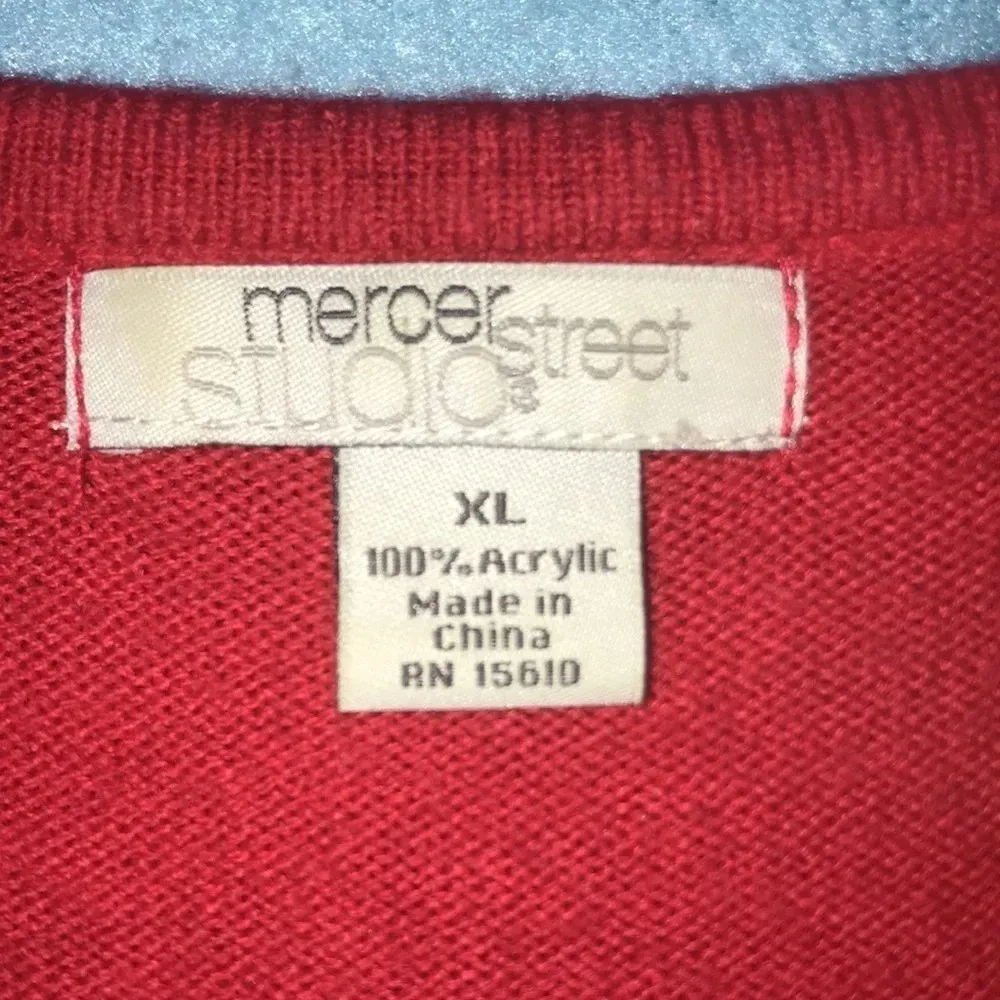 mercer
street
STUDIO
XL
100% Acrylic
Made in
China
RN 15610